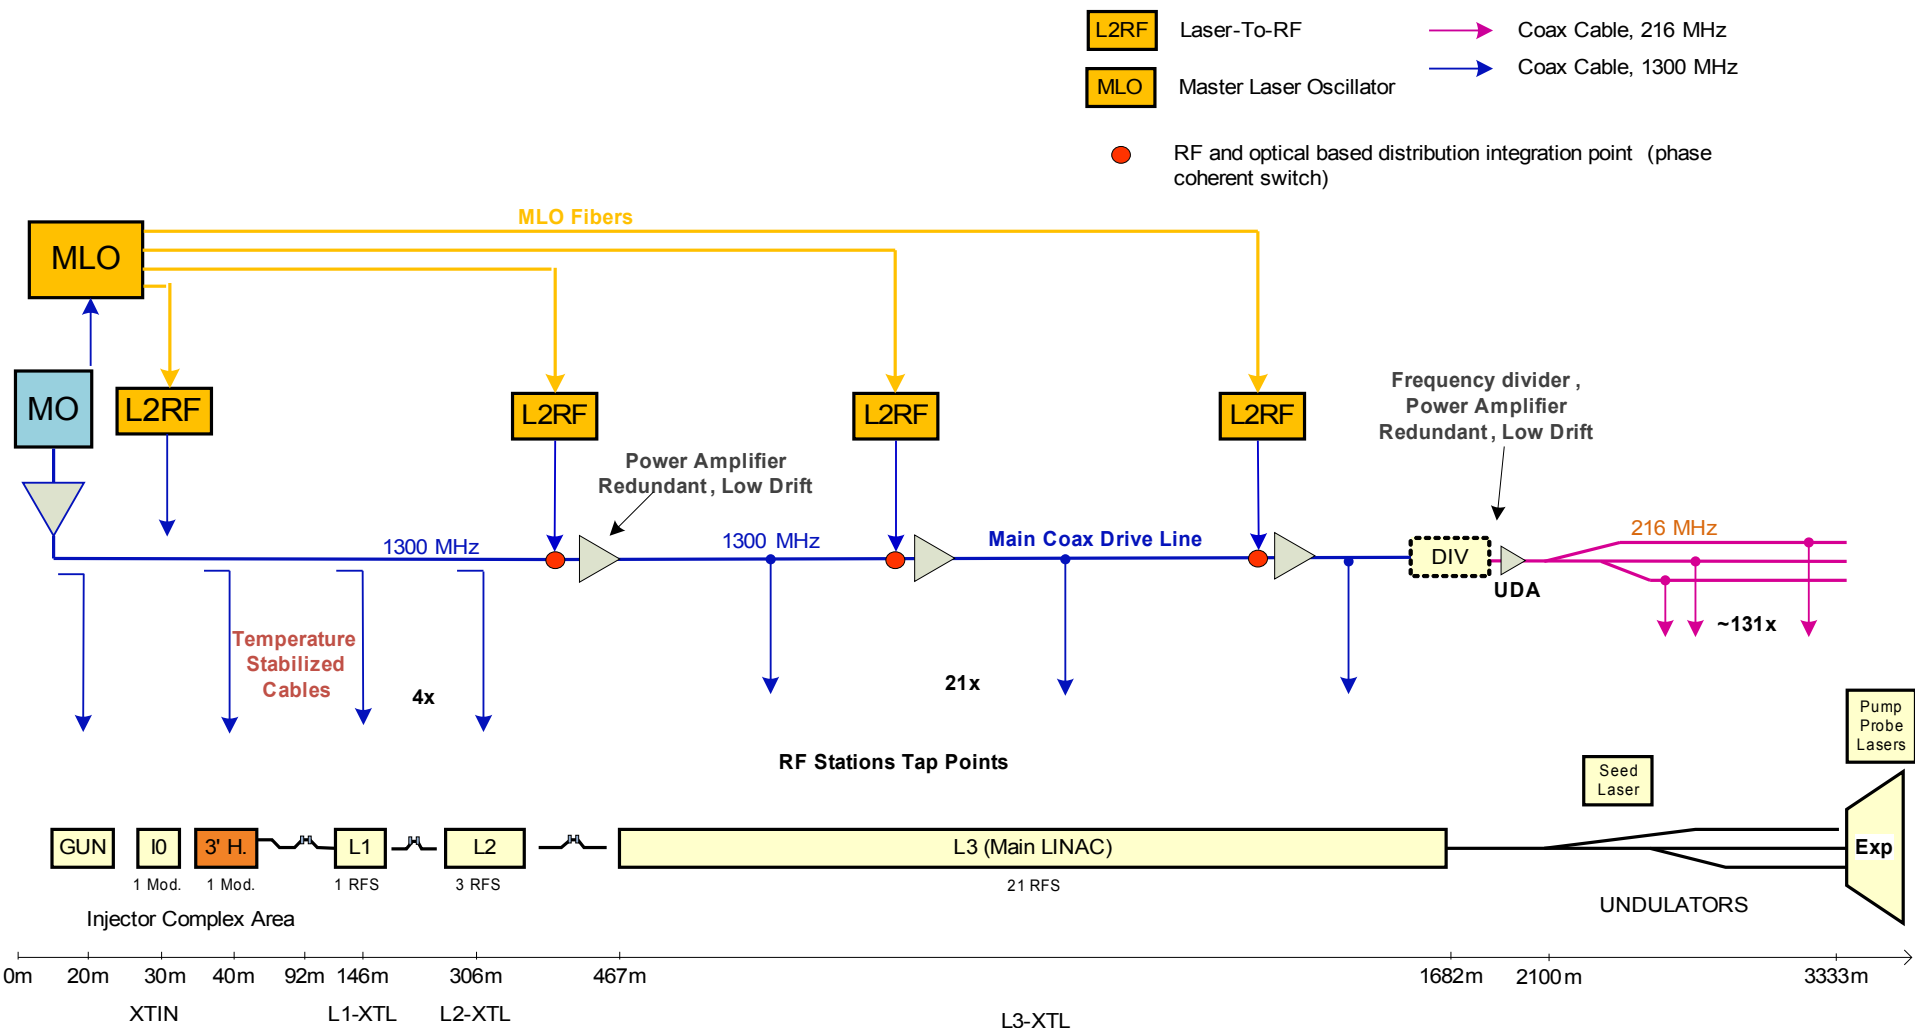 L2RF
Laser-To-RF
Coax Cable, 216 MHz
Coax Cable, 1300 MHz
MLO
Master Laser Oscillator
RF and optical based distribution integration point (phase
coherent switch)
MLO Fibers
MLO
MO
L2RF
L2RF
L2RF
L2RF
Frequency divider ,
Power Amplifier
Redundant , Low Drift
Power Amplifier
Redundant , Low Drift
1300 MHz
1300 MHz
Main Coax Drive Line
DIV
UDA
216 MHz
~131x
Temperature
Stabilized
Cables
4x
21x
RF Stations Tap Points
Pump
Probe
Lasers
Seed
Laser
GUN
I0
3' H.
L1
L2
L3 (Main LINAC)
Exp
1 Mod.
1 Mod.
1 RFS
3 RFS
21 RFS
Injector Complex Area
UNDULATORS
0m
20m
30m
40m
92m
146m
306m
467m
1682m
2100m
3333m
XTIN
L1-XTL
L2-XTL
L3-XTL